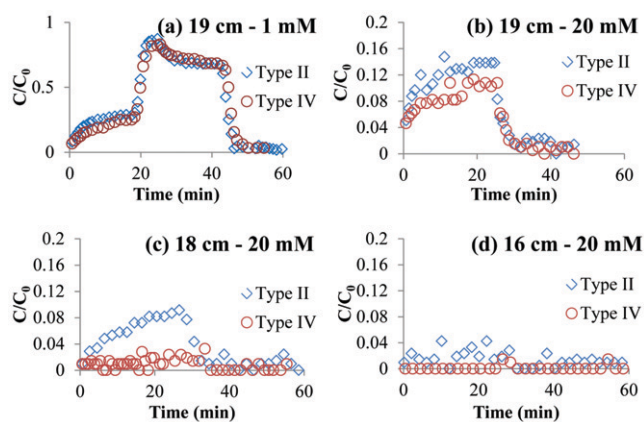 (a) 19 cm - 1 mM
C/C0
1
0.5
0
Type II
Type IV
0 20 40 60
Time (min)
(b) 19 cm - 20 mM
C/C0
0.2
0.16
0.12
0.08
0.04
0
Type II
Type IV
0 20 40 60
Time (min)
(c) 18 cm - 20 mM
C/C0
0.2
0.16
0.12
0.08
0.04
0
Type II
Type IV
0 20 40 60
Time (min)
(d) 16 cm - 20 mM
C/C0
0.2
0.16
0.12
0.08
0.04
0
Type II
Type IV
0 20 40 60
Time (min)